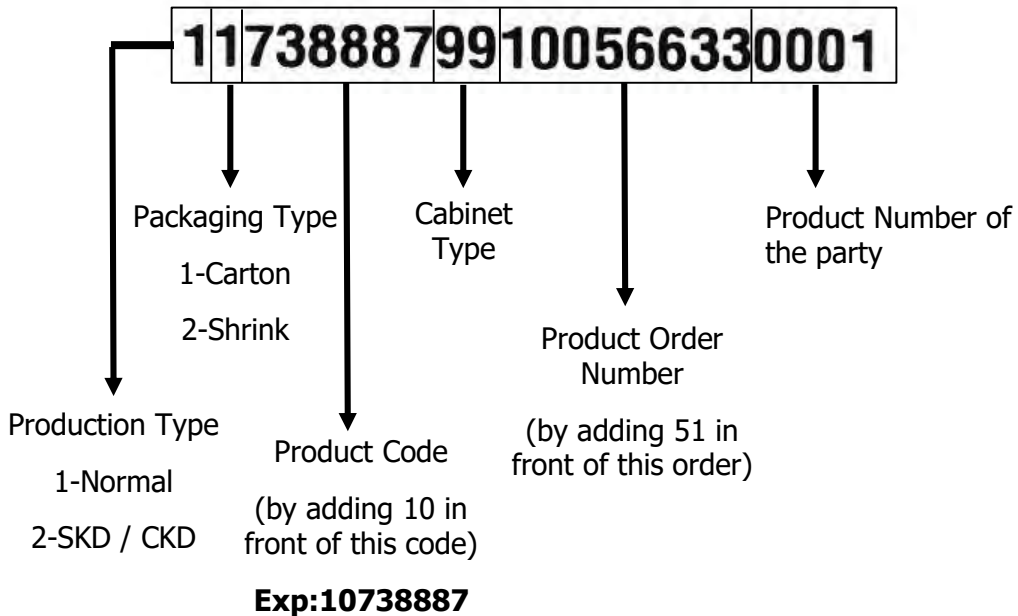 1173888799100566330001
Packaging Type
1-Carton
2-Shrink
Cabinet
Type
Product Number of
the party
Product Order
Number
(by adding 51 in
front of this order)
Production Type
1-Normal
2-SKD / CKD
Product Code
(by adding 10 in
front of this code)
Exp:10738887